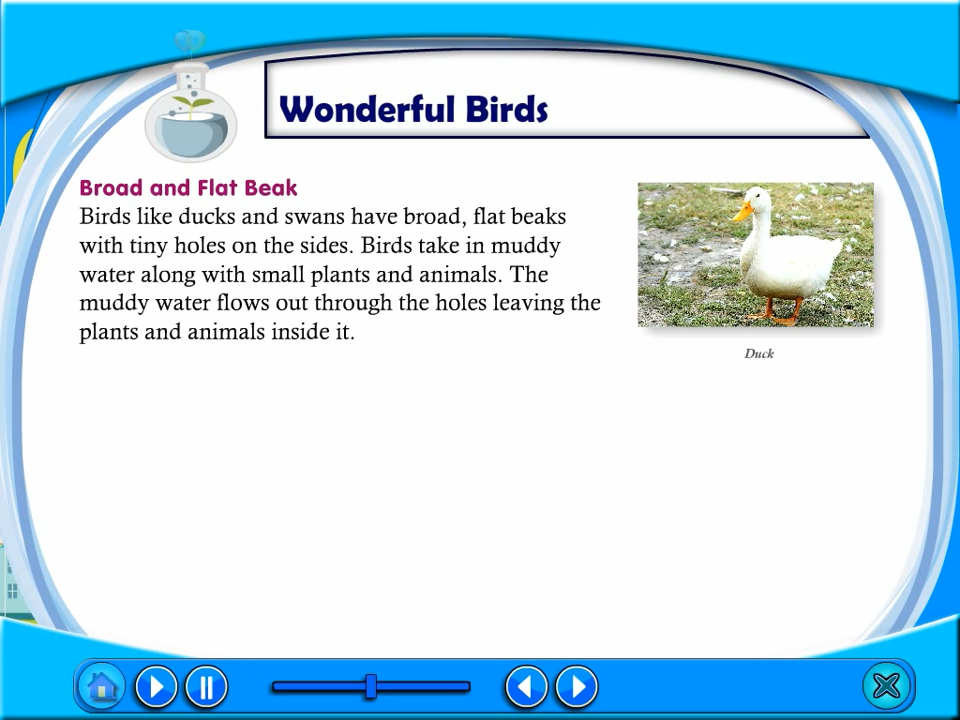 Wonderful Birds
Broad and Flat Beak
Birds like ducks and swans have broad, flat beaks
with tiny holes on the sides. Birds take in muddy
water along with small plants and animals. The
muddy water flows out through the holes leaving the
plants and animals inside it.
Duck